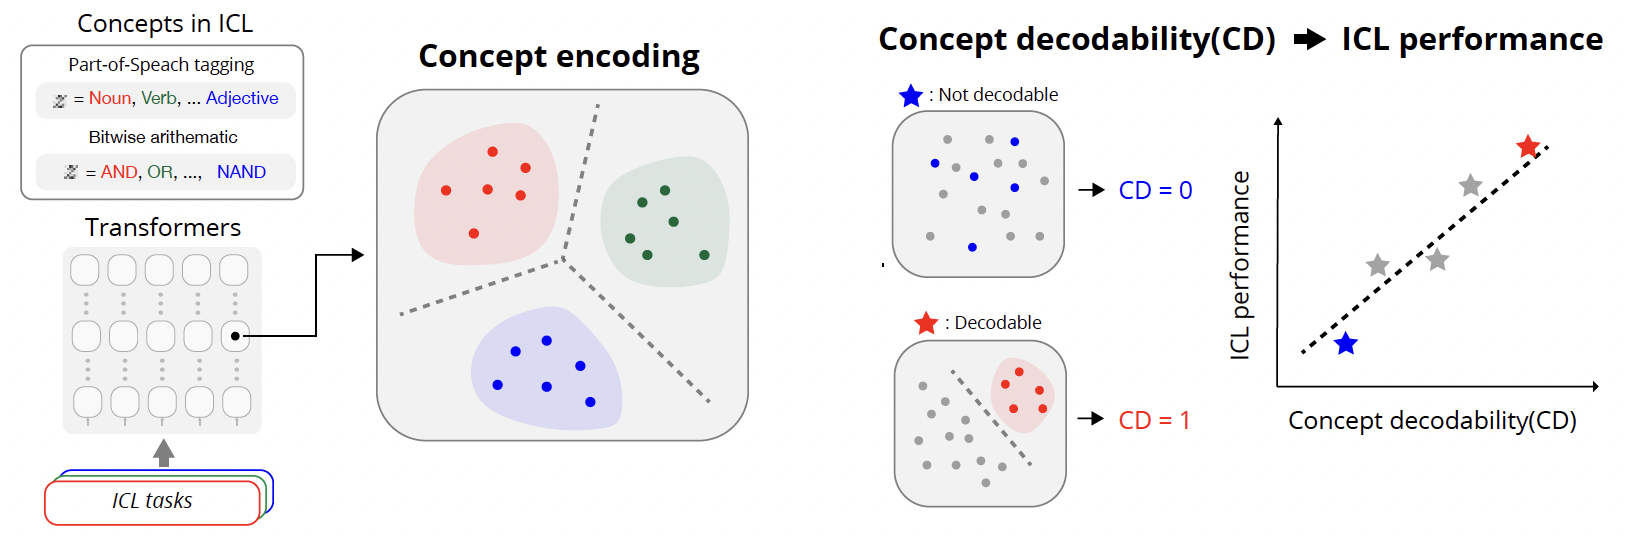 Concepts in ICL
Part-of-Speach tagging
= Noun, Verb, ... Adjective
Bitwise arithematic
= AND, OR, ..., NAND
Transformers
ICL tasks
Concept encoding
Concept decodability(CD) → ICL performance
: Not decodable
CD = 0
: Decodable
CD = 1
ICL performance
Concept decodability(CD)